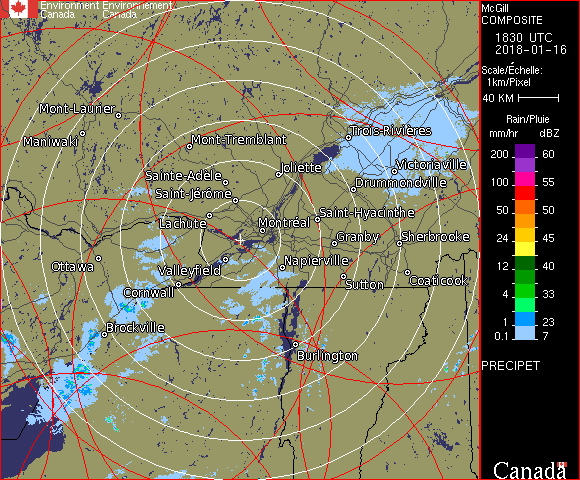 Environment Environnement
Canada Canada
McGill
COMPOSITE
1830 UTC
2018-01-16
Scale/Échelle:
1km/Pixel
40 KM
Rain/Pluie
mm/hr dBZ
200 60
100 55
50 50
24 45
12 40
4 33
1 23
0.1 7
PRECIPET
Canada
Mont-Laurier
Maniwaki
Mont-Tremblant
Trois-Rivières
Sainte-Adèle
Joliette
Victoriaville
Saint-Jérôme
Drummondville
Lachute
Montréal
Saint-Hyacinthe
Granby
Sherbrooke
Ottawa
Valleyfield
Napierville
Cornwall
Sutton
Coaticook
Brockville
Burlington